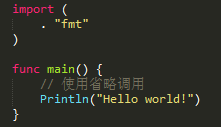 import (
    . "fmt"
)
func main() {
    // 使用省略调用
    Println("Hello world!")
}